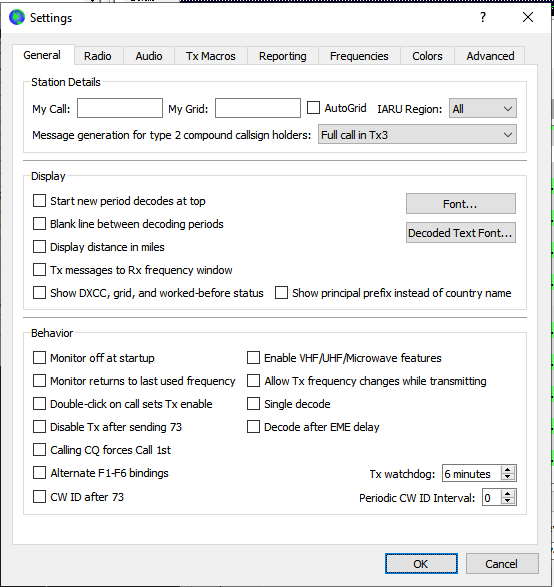 Settings
General Radio Audio Tx Macros Reporting Frequencies Colors Advanced
Station Details
My Call: My Grid: AutoGrid IARU Region: All
Message generation for type 2 compound callsign holders: Full call in Tx3
Display
Start new period decodes at top Font...
Blank line between decoding periods
Decoded Text Font...
Display distance in miles
Tx messages to Rx frequency window
Show DXCC, grid, and worked-before status Show principal prefix instead of country name
Behavior
Monitor off at startup Enable VHF/UHF/Microwave features
Monitor returns to last used frequency Allow Tx frequency changes while transmitting
Double-click on call sets Tx enable Single decode
Disable Tx after sending 73 Decode after EME delay
Calling CQ forces Call 1st
Alternate F1-F6 bindings Tx watchdog: 6 minutes
CW ID after 73 Periodic CW ID Interval: 0
OK Cancel